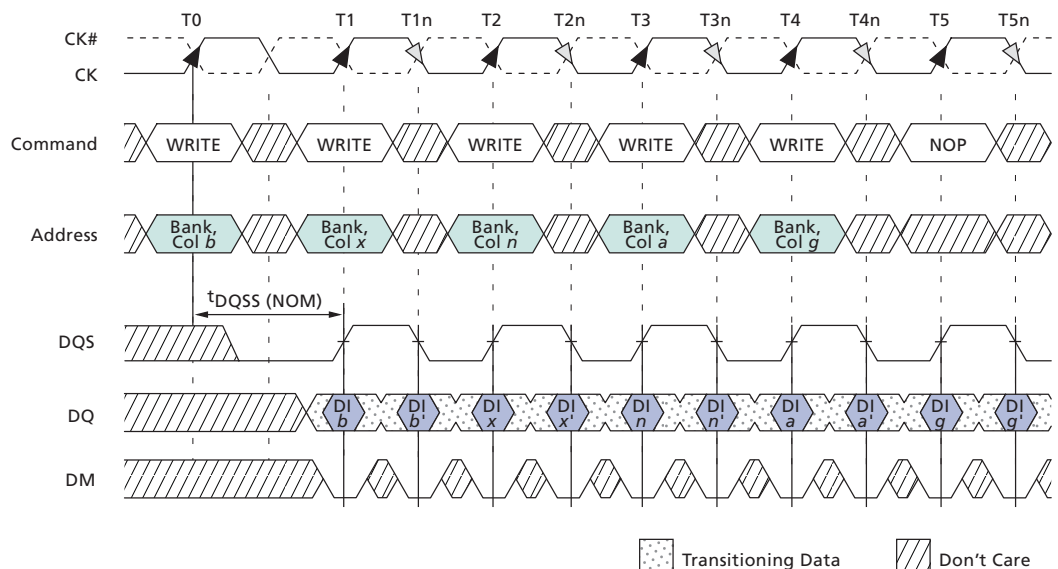 T0 T1 T1n T2 T2n T3 T3n T4 T4n T5 T5n
CK#
CK
Command WRITE WRITE WRITE WRITE WRITE NOP
Address Bank, Col b Bank, Col x Bank, Col n Bank, Col a Bank, Col g
tDQSS (NOM)
DQS
DQ DI b DI b' DI x DI x' DI n DI n' DI a DI a' DI g DI g'
DM
Transitioning Data Don't Care